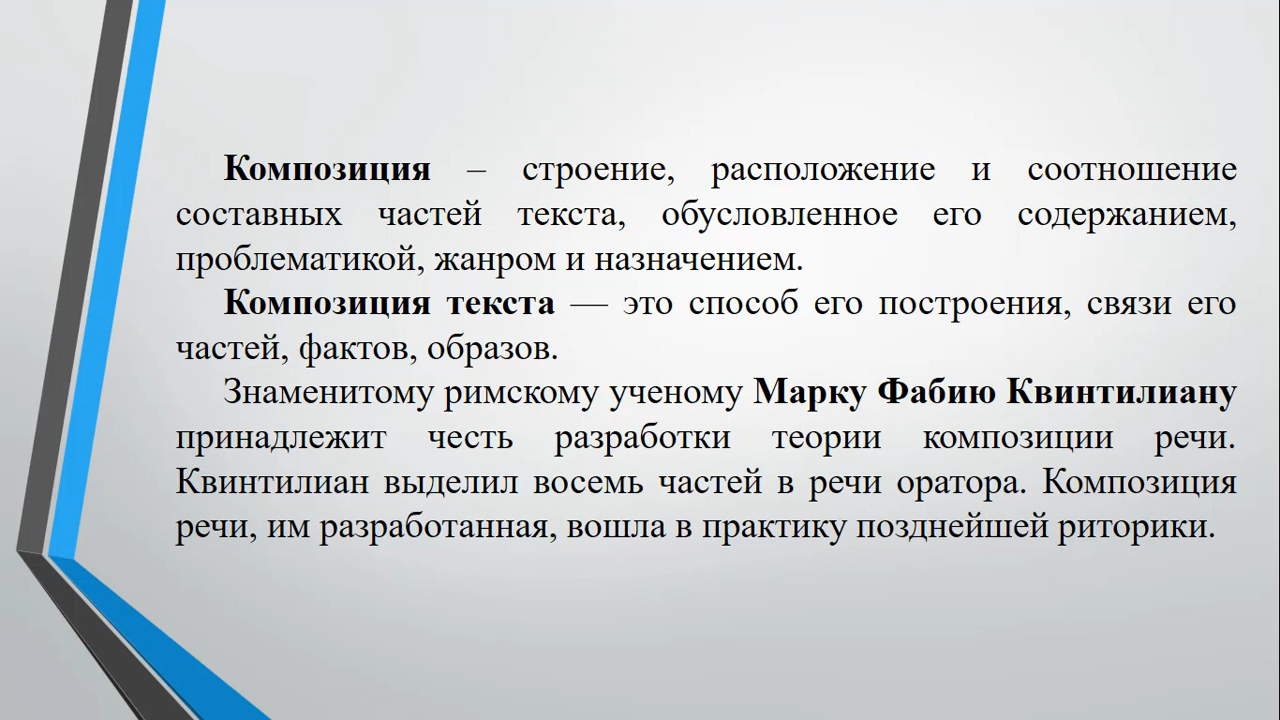 Композиция – строение, расположение и соотношение
составных частей текста, обусловленное его содержанием,
проблематикой, жанром и назначением.
Композиция текста — это способ его построения, связи его
частей, фактов, образов.
Знаменитому римскому ученому Марку Фабию Квинтилиану
принадлежит честь разработки теории композиции речи.
Квинтилиан выделил восемь частей в речи оратора. Композиция
речи, им разработанная, вошла в практику позднейшей риторики.